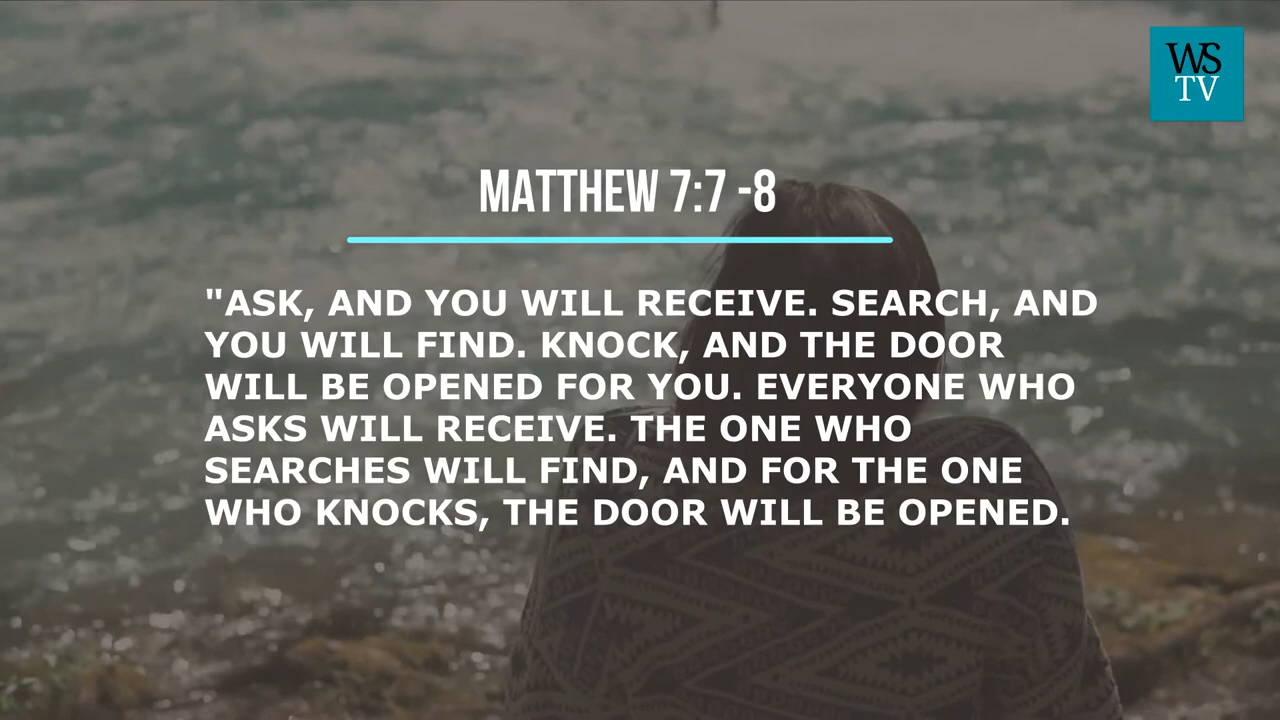 WS
TV
MATTHEW 7:7 -8
"ASK, AND YOU WILL RECEIVE. SEARCH, AND
YOU WILL FIND. KNOCK, AND THE DOOR
WILL BE OPENED FOR YOU. EVERYONE WHO
ASKS WILL RECEIVE. THE ONE WHO
SEARCHES WILL FIND, AND FOR THE ONE
WHO KNOCKS, THE DOOR WILL BE OPENED.